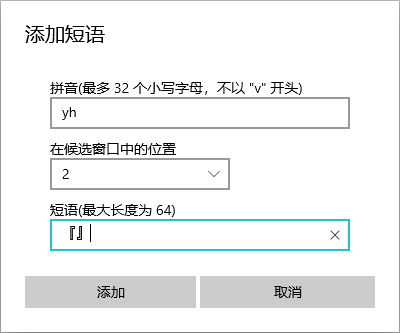 添加短语
拼音(最多 32 个小写字母，不以 "v" 开头)
yh
在候选窗口中的位置
2
短语(最大长度为 64)
『』
添加
取消